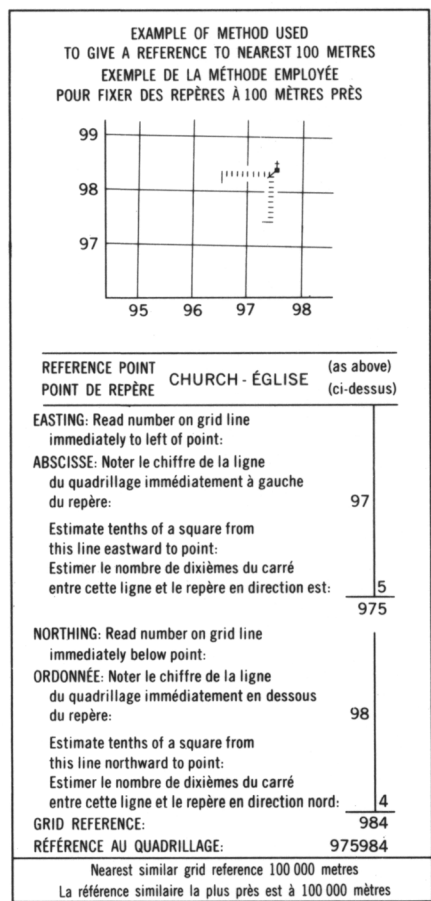 EXAMPLE OF METHOD USED
TO GIVE A REFERENCE TO NEAREST 100 METRES
EXEMPLE DE LA MÉTHODE EMPLOYÉE
POUR FIXER DES REPÈRES À 100 MÈTRES PRÈS
99
98
97
95 96 97 98
REFERENCE POINT
POINT DE REPÈRE
CHURCH - ÉGLISE
(as above)
(ci-dessus)
EASTING: Read number on grid line
immediately to left of point:
ABSCISSE: Noter le chiffre de la ligne
du quadrillage immédiatement à gauche
du repère: 97
Estimate tenths of a square from
this line eastward to point:
Estimer le nombre de dixièmes du carré
entre cette ligne et le repère en direction est: 5
975
NORTHING: Read number on grid line
immediately below point:
ORDONNÉE: Noter le chiffre de la ligne
du quadrillage immédiatement en dessous
du repère: 98
Estimate tenths of a square from
this line northward to point:
Estimer le nombre de dixièmes du carré
entre cette ligne et le repère en direction nord: 4
GRID REFERENCE: 984
RÉFÉRENCE AU QUADRILLAGE: 975984
Nearest similar grid reference 100 000 metres
La référence similaire la plus près est à 100 000 mètres